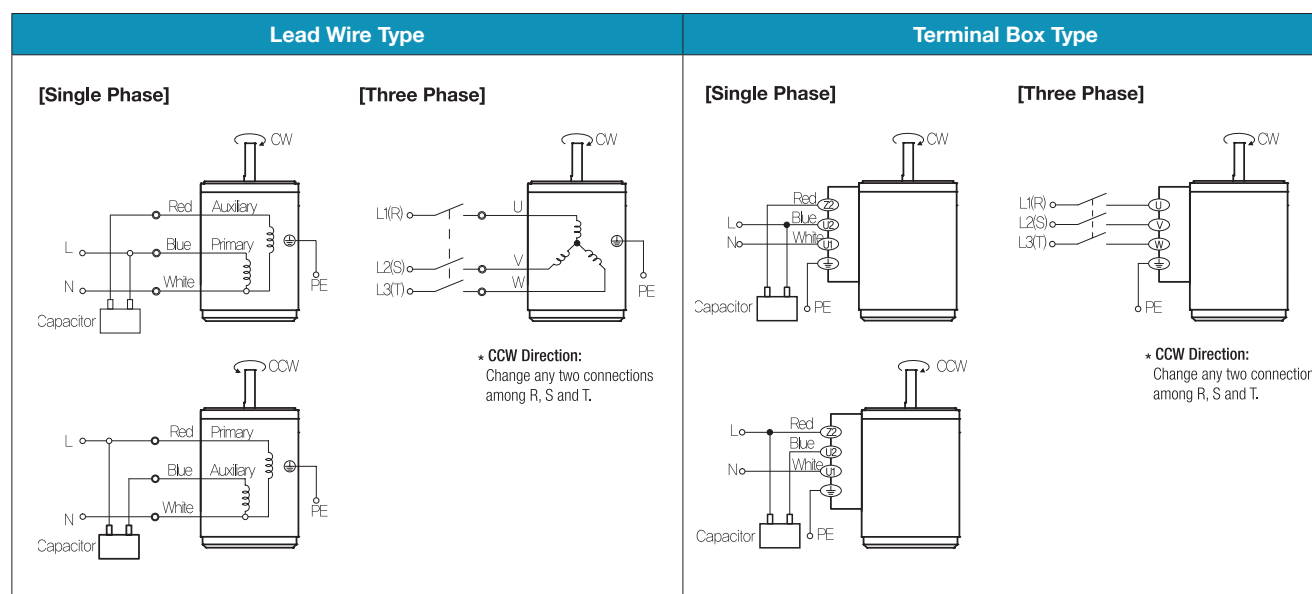 Lead Wire Type
Terminal Box Type
[Single Phase]
[Three Phase]
[Single Phase]
[Three Phase]
CW
Red
Auxiliary
L
Blue
Primary
N
White
Capacitor
PE
CW
L1(R)
U
L2(S)
V
L3(T)
W
PE
* CCW Direction:
Change any two connections
among R, S and T.
CCW
Red
Primary
L
Blue
Auxiliary
N
White
Capacitor
PE
CW
Red
Z2
L
Blue
U2
N
White
U1
Capacitor
PE
CW
L1(R)
U
L2(S)
V
L3(T)
W
PE
* CCW Direction:
Change any two connection
among R, S and T.
CCW
L
Red
Z2
Blue
U2
N
White
U1
Capacitor
PE